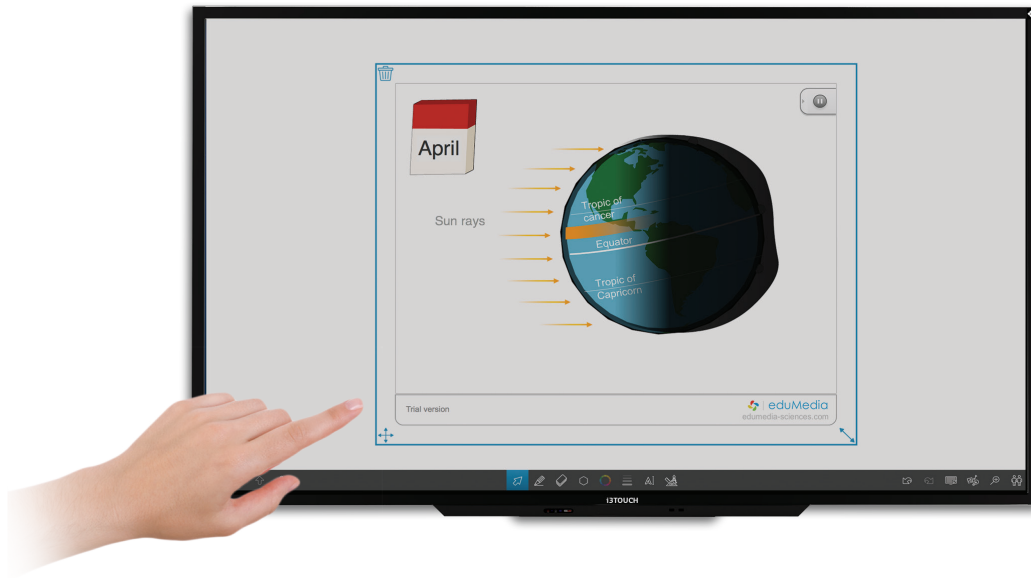 April
Sun rays
Tropic of
cancer
Equator
Tropic of
Capricorn
Trial version
eduMedia
edumedia-sciences.com
A
i3TOUCH